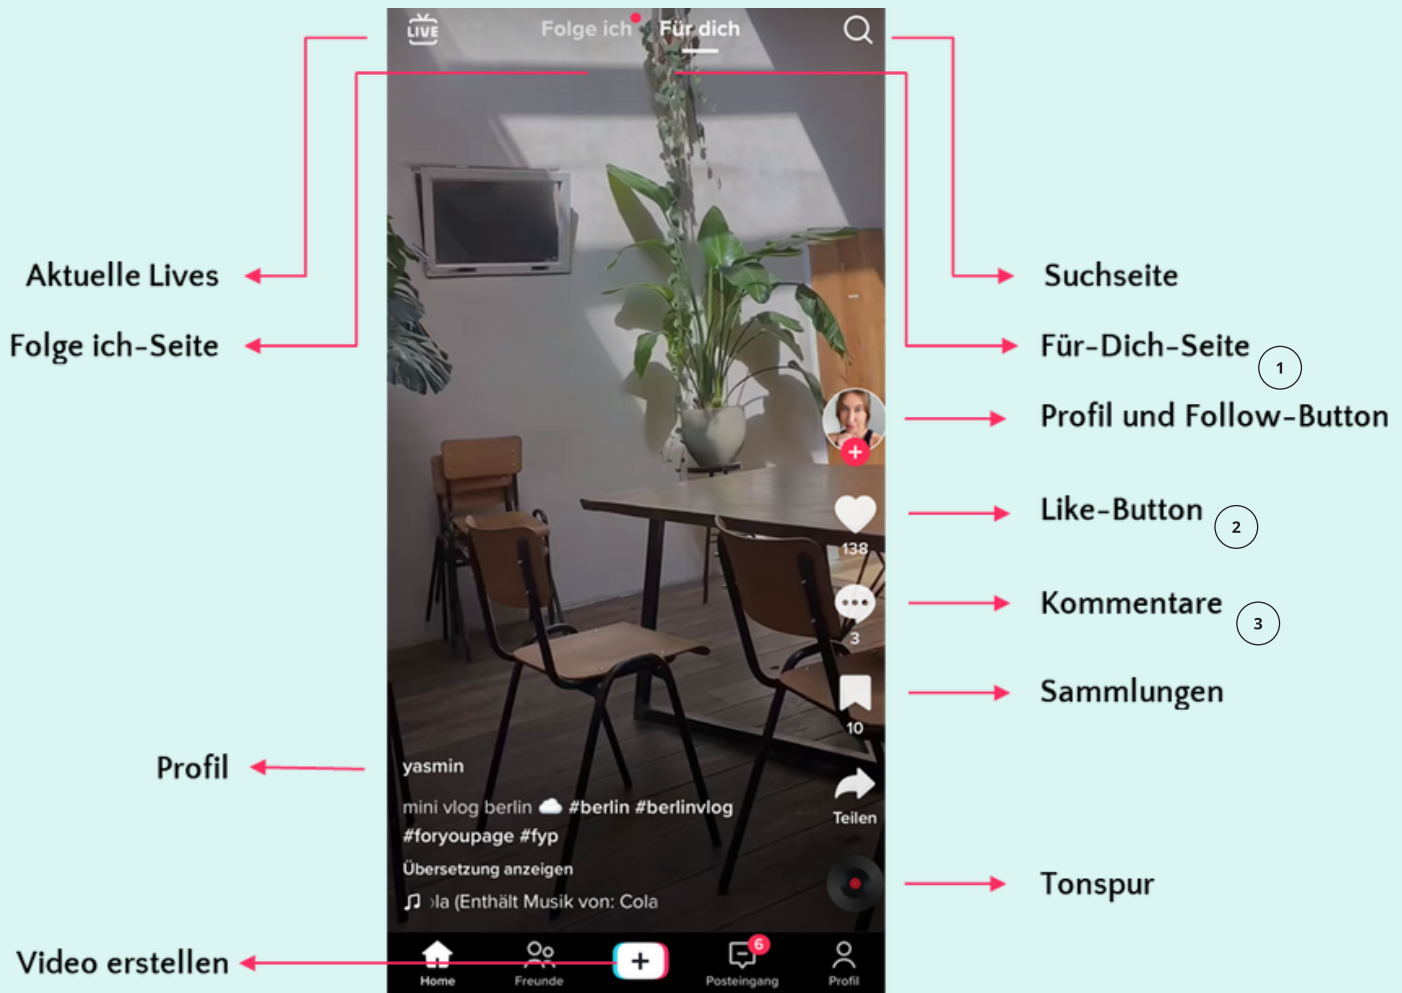 LIVE
Folge ich
Für dich
Aktuelle Lives
Folge ich-Seite
Suchseite
Für-Dich-Seite
1
Profil und Follow-Button
Like-Button
2
138
Kommentare
3
3
Sammlungen
10
Profil
yasmin
mini vlog berlin ☁️ #berlin #berlinvlog
#foryoupage #fyp
Teilen
Übersetzung anzeigen
Tonspur
la (Enthält Musik von: Cola
Video erstellen
Home
Freunde
6
Posteingang
Profil